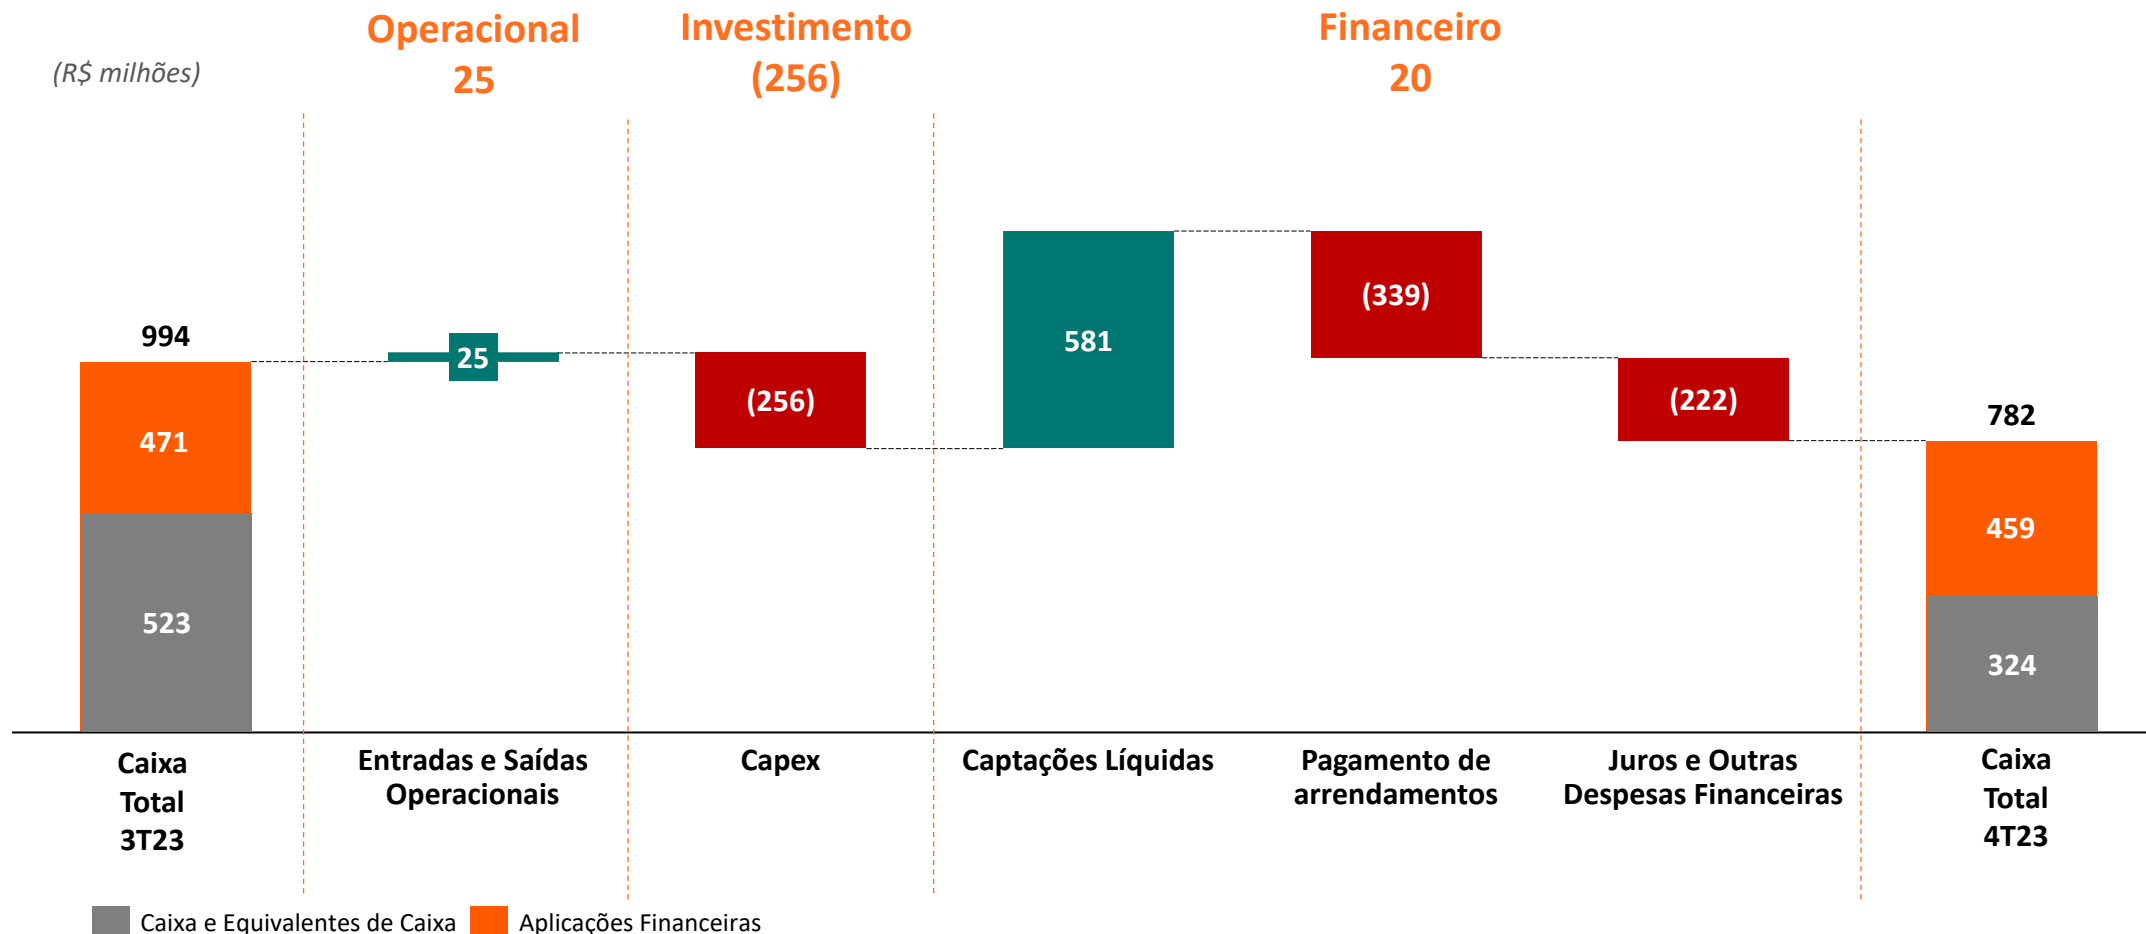 Operacional
25
Investimento
(256)
Financeiro
20
(R$ milhões)
994
471
523
25
(256)
581
(339)
(222)
782
459
324
Caixa
Total
3T23
Entradas e Saídas
Operacionais
Capex
Captações Líquidas
Pagamento de
arrendamentos
Juros e Outras
Despesas Financeiras
Caixa
Total
4T23
Caixa e Equivalentes de Caixa
Aplicações Financeiras